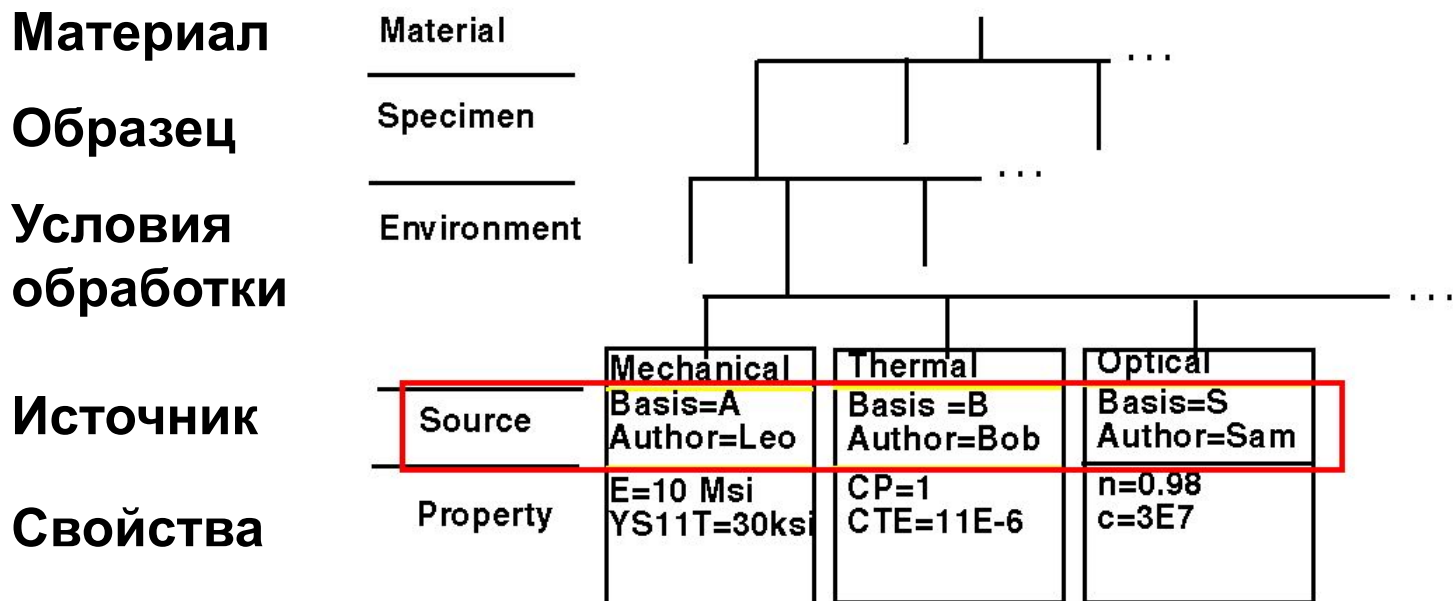 Материал
Material
. . .
Образец
Specimen
. . .
Условия
обработки
Environment
. . .
Источник
Source
Mechanical
Basis=A
Author=Leo
Thermal
Basis =B
Author=Bob
Optical
Basis=S
Author=Sam
Свойства
Property
E=10 Msi
YS11T=30ksi
CP=1
CTE=11E-6
n=0.98
c=3E7